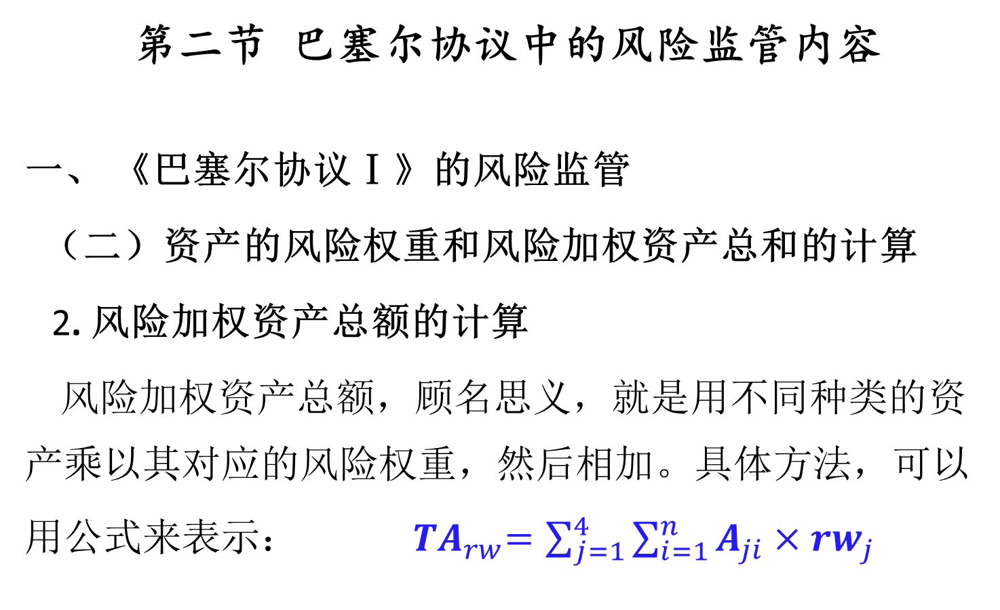 第二节 巴塞尔协议中的风险监管内容
一、《巴塞尔协议Ⅰ》的风险监管
（二）资产的风险权重和风险加权资产总和的计算
2. 风险加权资产总额的计算
风险加权资产总额，顾名思义，就是用不同种类的资
产乘以其对应的风险权重，然后相加。具体方法，可以
用公式来表示： $TA_{rw}=\sum_{j=1}^{4}\sum_{i=1}^{n}A_{ji}\times rw_j$